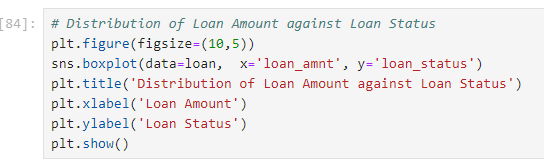 [84]: # Distribution of Loan Amount against Loan Status
plt.figure(figsize=(10,5))
sns.boxplot(data=loan,  x='loan_amnt', y='loan_status')
plt.title('Distribution of Loan Amount against Loan Status')
plt.xlabel('Loan Amount')
plt.ylabel('Loan Status')
plt.show()